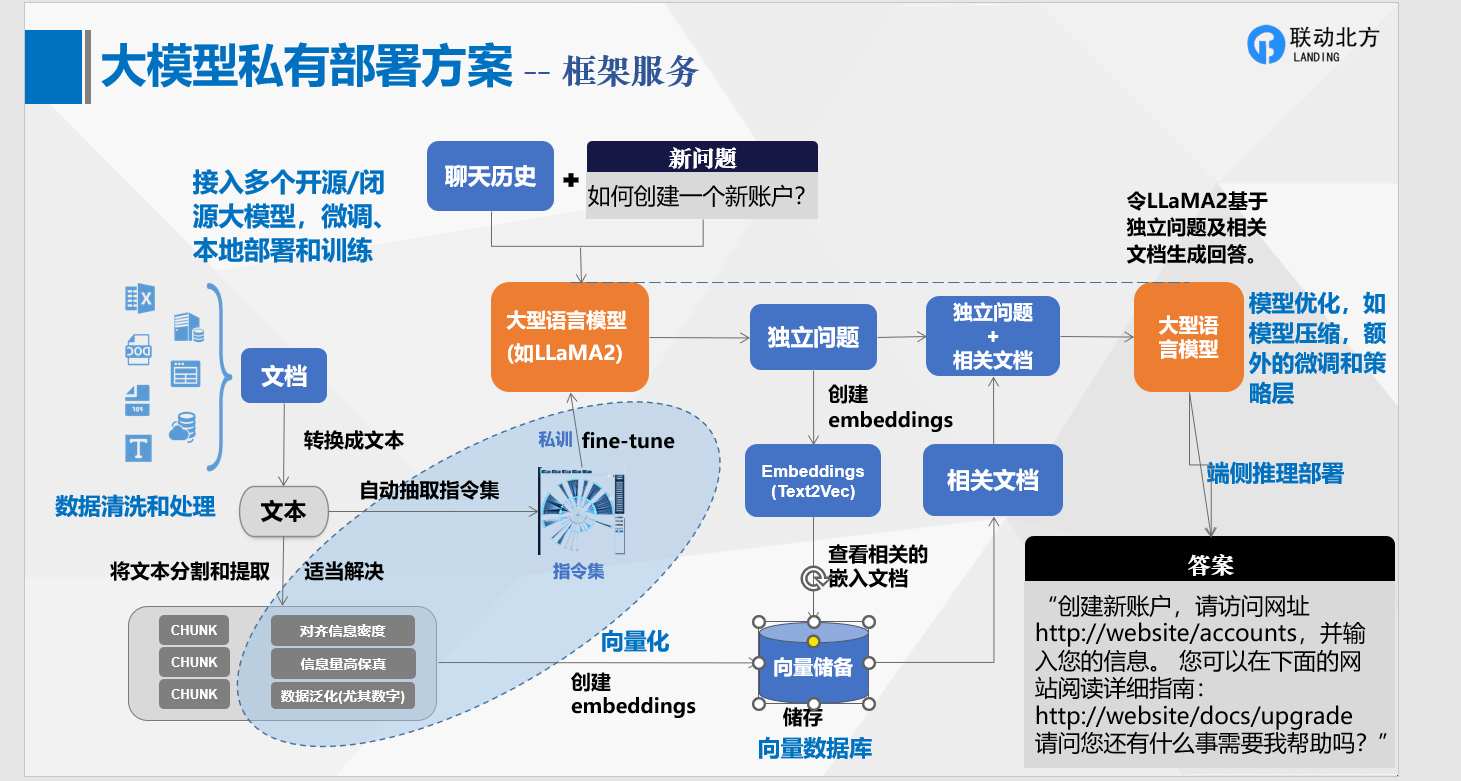 大模型私有部署方案 -- 框架服务
联动北方
LANDING
接入多个开源/闭
源大模型，微调、
本地部署和训练
聊天历史
+
新问题
如何创建一个新账户？
令LLaMA2基于
独立问题及相关
文档生成回答。
X
DOC
T
文档
转换成文本
数据清洗和处理
文本
自动抽取指令集
将文本分割和提取
适当解决
CHUNK
CHUNK
CHUNK
对齐信息密度
信息量高保真
数据泛化(尤其数字)
大型语言模型
(如LLaMA2)
私训 fine-tune
指令集
向量化
创建
embeddings
独立问题
创建
embeddings
Embeddings
(Text2Vec)
查看相关的
嵌入文档
向量储备
储存
向量数据库
独立问题
+
相关文档
相关文档
大型语
言模型
模型优化，如
模型压缩，额
外的微调和策
略层
端侧推理部署
答案
“创建新账户，请访问网址
http://website/accounts，并输
入您的信息。 您可以在下面的网
站阅读详细指南：
http://website/docs/upgrade
请问您还有什么事需要我帮助吗？”